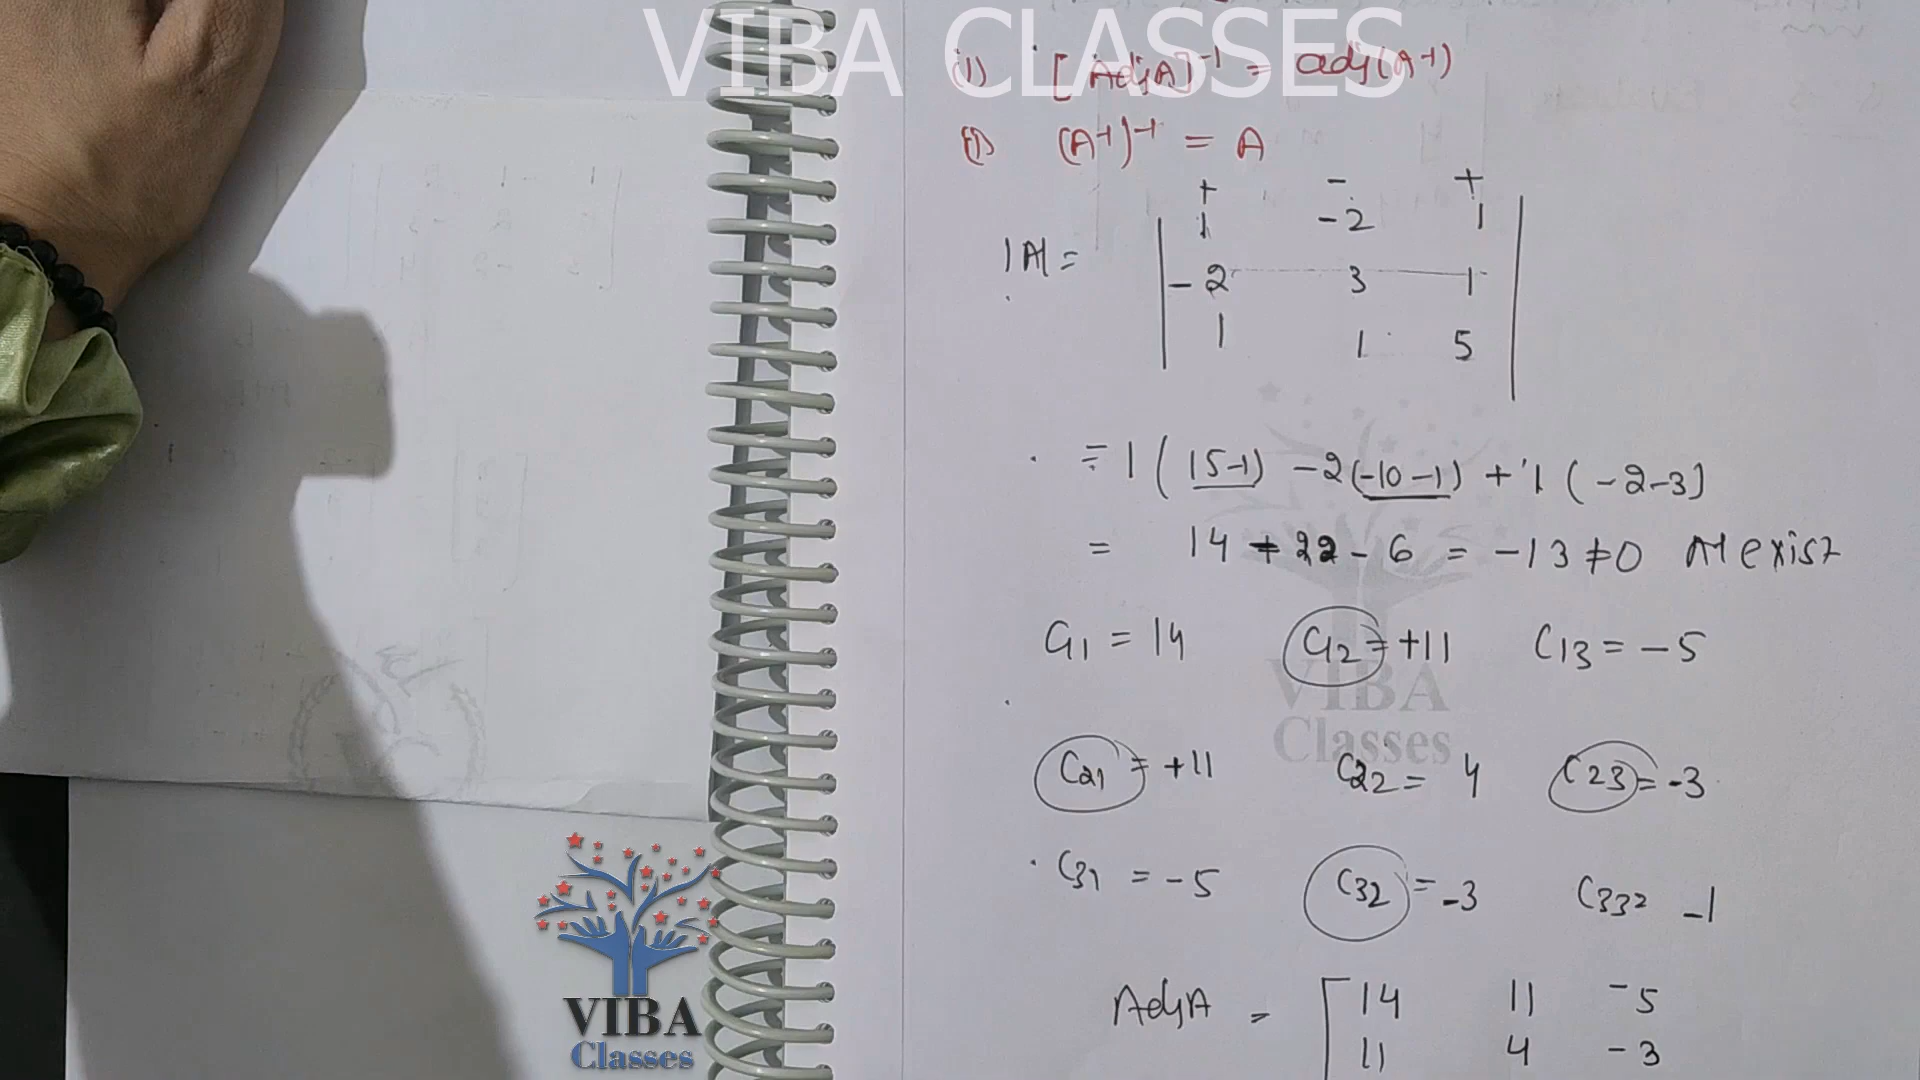 VIBA CLASSES
(i) [AdjA]⁻¹ = adj(A⁻¹)
(ii) (A⁻¹)⁻¹ = A
+ - +
|A| = | 1 -2 1 |
| -2 3 1 |
| 1 1 5 |
= 1 (15-1) -2(-10-1) + 1 (-2-3)
= 14 + 22 - 6 = -13 ≠ 0 A⁻¹ exist
C11 = 14 C12 = +11 C13 = -5
VIBA
Classes
C21 = +11 C22 = 4 C23 = -3
C31 = -5 C32 = -3 C33 = -1
AdjA = [ 14 11 -5
11 4 -3
VIBA
Classes